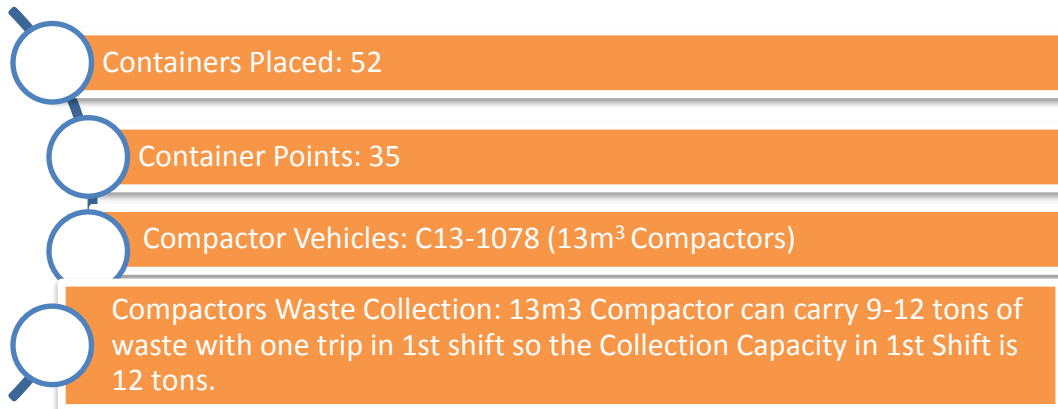 Containers Placed: 52
Container Points: 35
Compactor Vehicles: C13-1078 (13m³ Compactors)
Compactors Waste Collection: 13m3 Compactor can carry 9-12 tons of
waste with one trip in 1st shift so the Collection Capacity in 1st Shift is
12 tons.